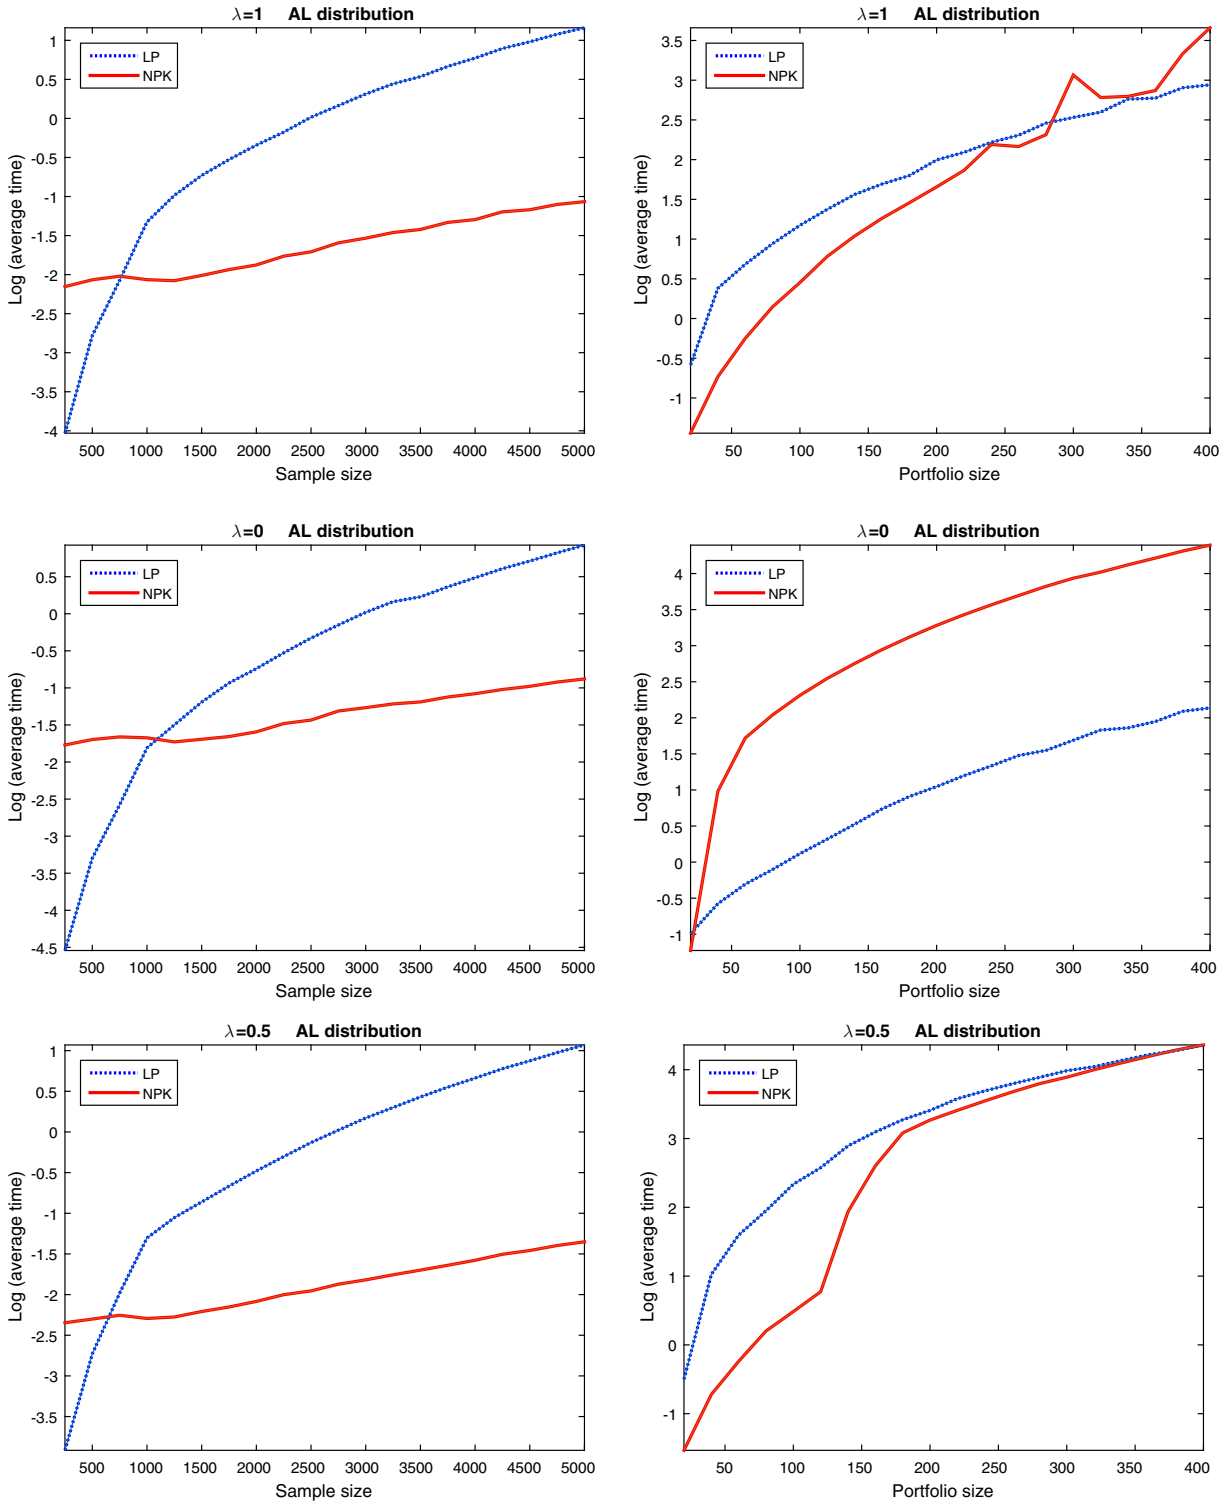 λ=1 AL distribution
LP
NPK
1
0.5
0
-0.5
-1
-1.5
-2
-2.5
-3
-3.5
-4
Log (average time)
500 1000 1500 2000 2500 3000 3500 4000 4500 5000
Sample size
λ=1 AL distribution
LP
NPK
3.5
3
2.5
2
1.5
1
0.5
0
-0.5
-1
Log (average time)
50 100 150 200 250 300 350 400
Portfolio size
λ=0 AL distribution
LP
NPK
0.5
0
-0.5
-1
-1.5
-2
-2.5
-3
-3.5
-4
-4.5
Log (average time)
500 1000 1500 2000 2500 3000 3500 4000 4500 5000
Sample size
λ=0 AL distribution
LP
NPK
4
3.5
3
2.5
2
1.5
1
0.5
0
-0.5
-1
Log (average time)
50 100 150 200 250 300 350 400
Portfolio size
λ=0.5 AL distribution
LP
NPK
1
0.5
0
-0.5
-1
-1.5
-2
-2.5
-3
-3.5
Log (average time)
500 1000 1500 2000 2500 3000 3500 4000 4500 5000
Sample size
λ=0.5 AL distribution
LP
NPK
4
3
2
1
0
-1
Log (average time)
50 100 150 200 250 300 350 400
Portfolio size